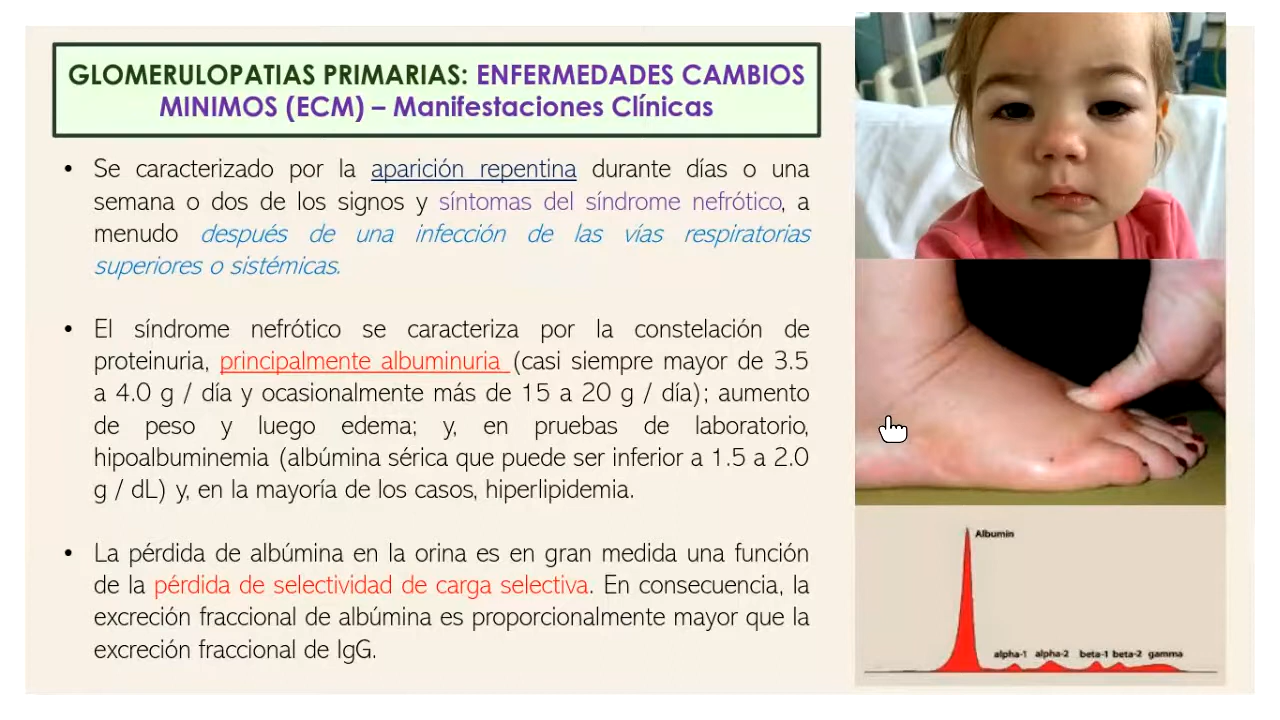 GLOMERULOPATIAS PRIMARIAS: ENFERMEDADES CAMBIOS
MINIMOS (ECM) – Manifestaciones Clínicas
• Se caracterizado por la aparición repentina durante días o una
semana o dos de los signos y síntomas del síndrome nefrótico, a
menudo después de una infección de las vías respiratorias
superiores o sistémicas.
• El síndrome nefrótico se caracteriza por la constelación de
proteinuria, principalmente albuminuria (casi siempre mayor de 3.5
a 4.0 g / día y ocasionalmente más de 15 a 20 g / día); aumento
de peso y luego edema; y, en pruebas de laboratorio,
hipoalbuminemia (albúmina sérica que puede ser inferior a 1.5 a 2.0
g / dL) y, en la mayoría de los casos, hiperlipidemia.
• La pérdida de albúmina en la orina es en gran medida una función
de la pérdida de selectividad de carga selectiva. En consecuencia, la
excreción fraccional de albúmina es proporcionalmente mayor que la
excreción fraccional de IgG.
Albumin
alpha-1 alpha-2 beta-1 beta-2 gamma